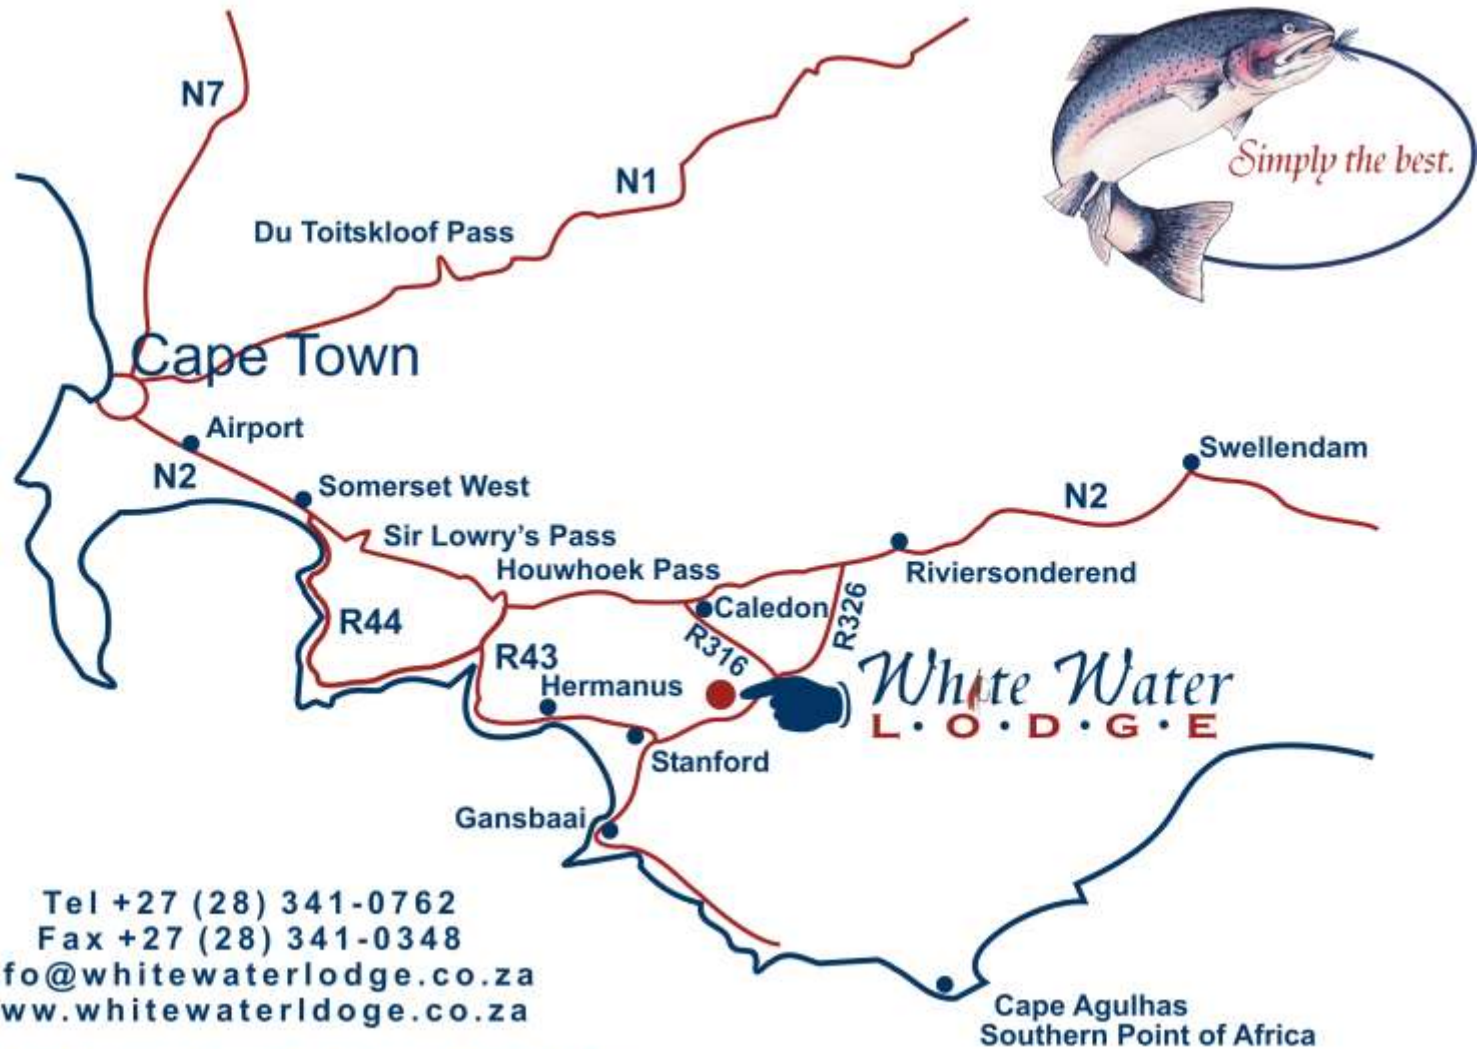 N7
N1
Simply the best.
Du Toitskloof Pass
Cape Town
Airport
N2
Somerset West
Swellendam
N2
Sir Lowry's Pass
Houwhoek Pass
Riviersonderend
Caledon
R326
R44
R316
R43
Hermanus
White Water
L·O·D·G·E
Stanford
Gansbaai
Tel +27 (28) 341-0762
Fax +27 (28) 341-0348
fo@whitewaterlodge.co.za
ww.whitewaterldoge.co.za
Cape Agulhas
Southern Point of Africa